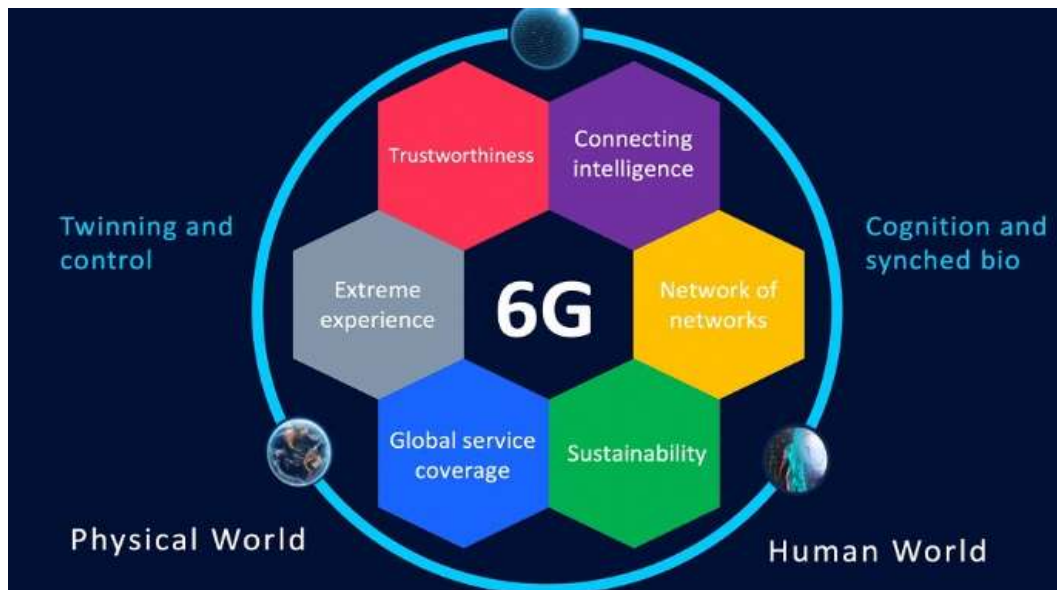 Trustworthiness
Connecting
intelligence
Twinning and
control
Cognition and
synched bio
Extreme
experience
6G
Network of
networks
Global service
coverage
Sustainability
Physical World
Human World